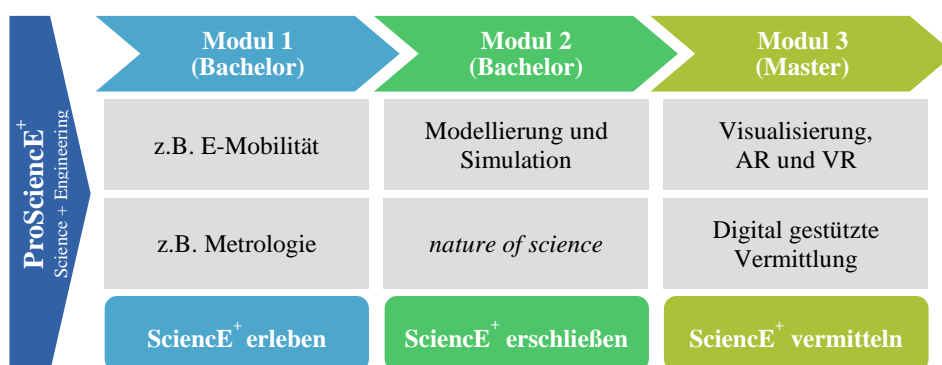 ProSciencE⁺
Science + Engineering
Modul 1
(Bachelor)
Modul 2
(Bachelor)
Modul 3
(Master)
z.B. E-Mobilität
Modellierung und
Simulation
Visualisierung,
AR und VR
z.B. Metrologie
nature of science
Digital gestützte
Vermittlung
SciencE⁺ erleben
SciencE⁺ erschließen
SciencE⁺ vermitteln